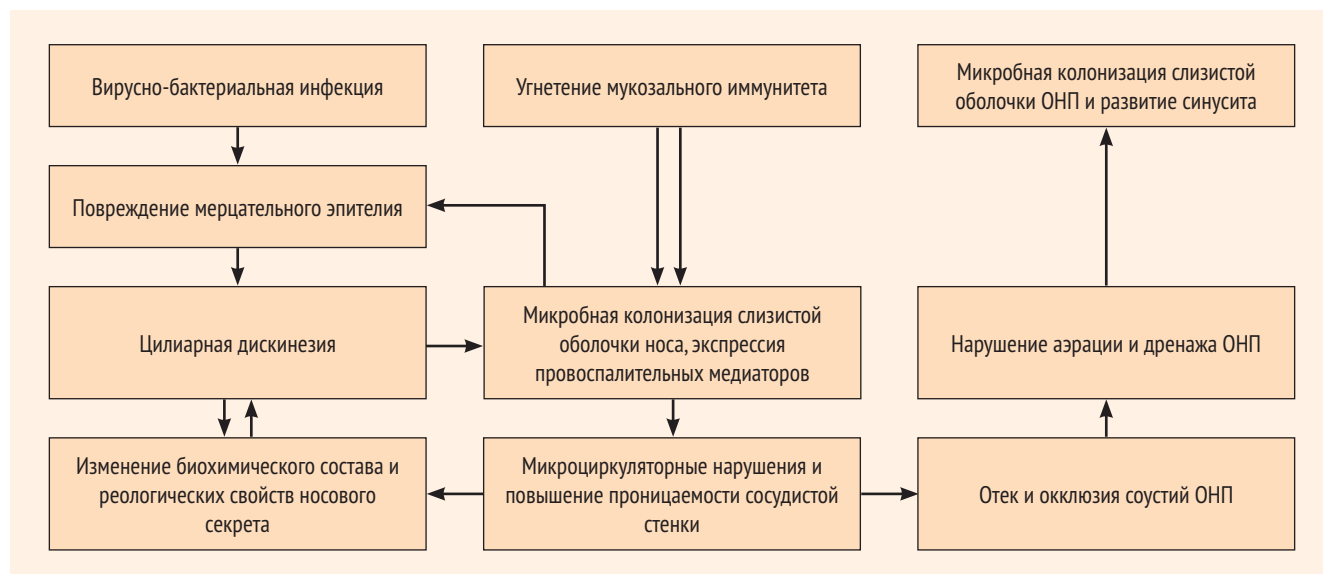 Вирусно-бактериальная инфекция
Угнетение мукозального иммунитета
Микробная колонизация слизистой
оболочки ОНП и развитие синусита
Повреждение мерцательного эпителия
Цилиарная дискинезия
Микробная колонизация слизистой
оболочки носа, экспрессия
провоспалительных медиаторов
Нарушение аэрации и дренажа ОНП
Изменение биохимического состава и
реологических свойств носового
секрета
Микроциркуляторные нарушения и
повышение проницаемости сосудистой
стенки
Отек и окклюзия соустий ОНП